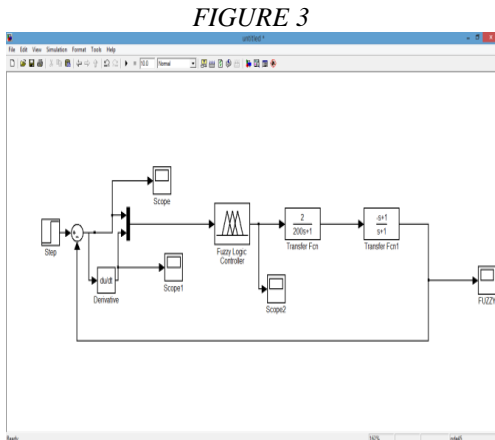 FIGURE 3
untitled *
File Edit View Simulation Format Tools Help
10.0 Normal
Scope
Step
du/dt
Derivative
Scope1
Fuzzy Logic
Controller
Scope2
2
200s+1
Transfer Fcn
-s+1
s+1
Transfer Fcn1
FUZZY
Ready